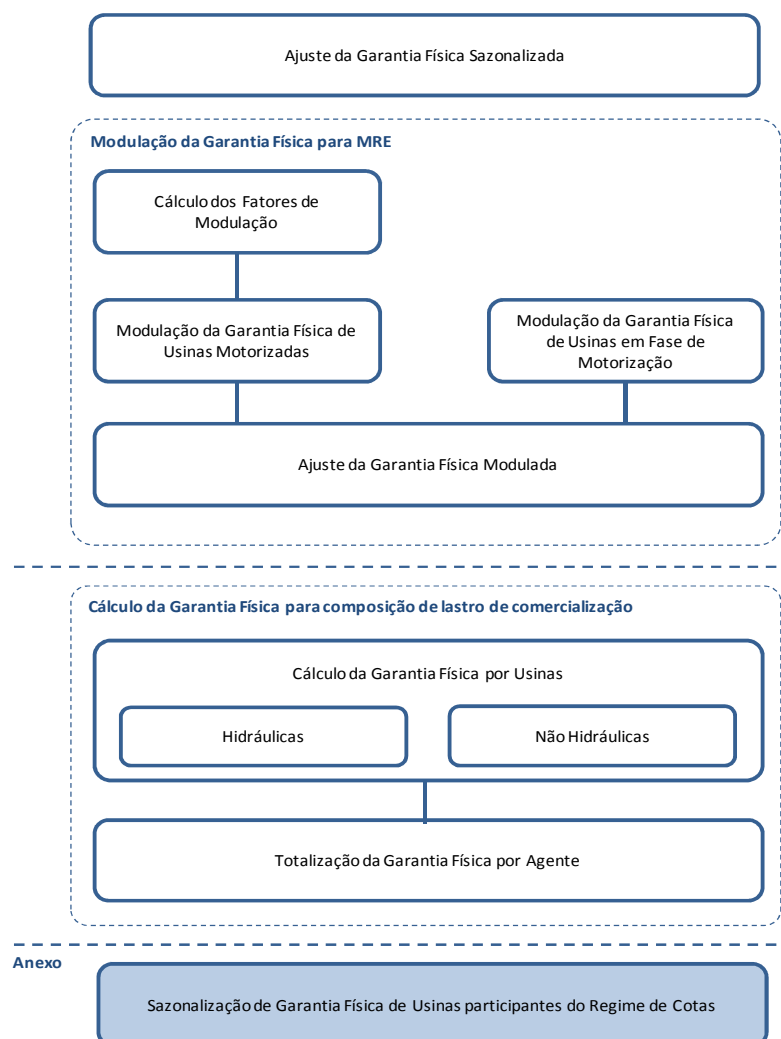 Ajuste da Garantia Física Sazonalizada
Modulação da Garantia Física para MRE
Cálculo dos Fatores de
Modulação
Modulação da Garantia Física de
Usinas Motorizadas
Modulação da Garantia Física
de Usinas em Fase de
Motorização
Ajuste da Garantia Física Modulada
Cálculo da Garantia Física para composição de lastro de comercialização
Cálculo da Garantia Física por Usinas
Hidráulicas
Não Hidráulicas
Totalização da Garantia Física por Agente
Anexo
Sazonalização de Garantia Física de Usinas participantes do Regime de Cotas